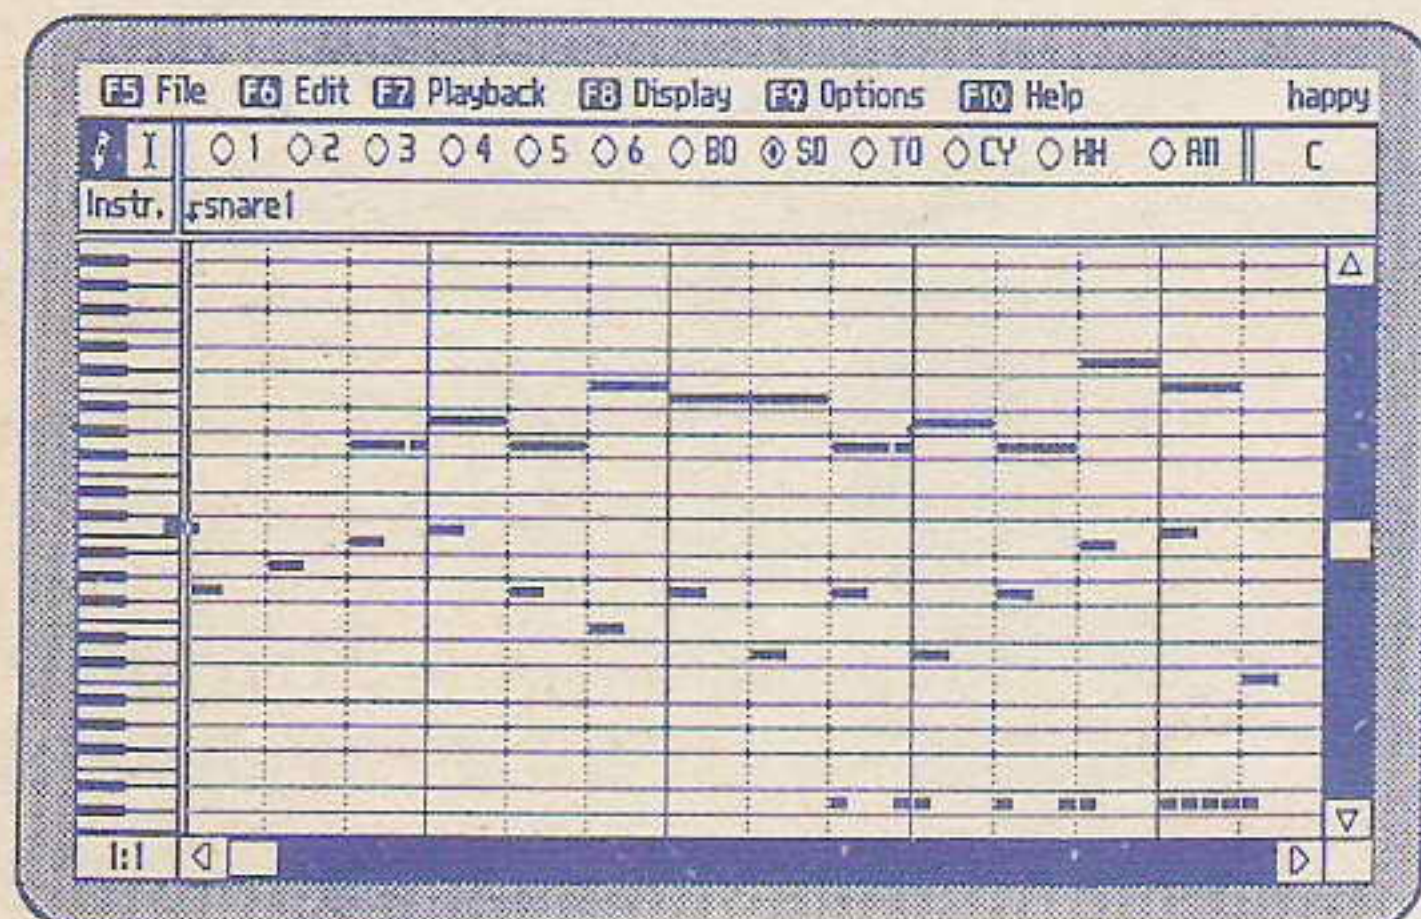 F5 File F6 Edit F7 Playback F8 Display F9 Options F10 Help happy
1 2 3 4 5 6 BD SD TO CY HH All C
Instr. snare1
1:1